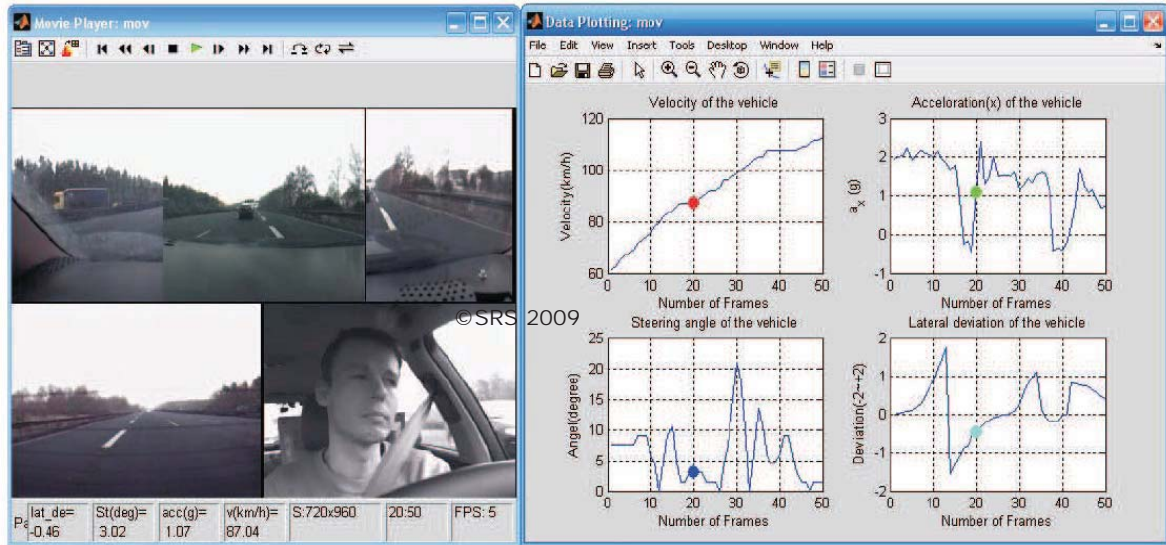 Movie Player: mov
lat_de=
-0.46
St(deg)=
3.02
acc(g)=
1.07
v(km/h)=
87.04
S:720x960
20:50
FPS: 5
©SRS 2009
Data Plotting: mov
File Edit View Insert Tools Desktop Window Help
Velocity of the vehicle
Velocity(km/h)
120
100
80
60
0 10 20 30 40 50
Number of Frames
Acceloration(x) of the vehicle
a_x (g)
3
2
1
0
-1
0 10 20 30 40 50
Number of Frames
Steering angle of the vehicle
Angel(degree)
25
20
15
10
5
0
0 10 20 30 40 50
Number of Frames
Lateral deviation of the vehicle
Deviation(-2~+2)
2
1
0
-1
-2
0 10 20 30 40 50
Number of Frames